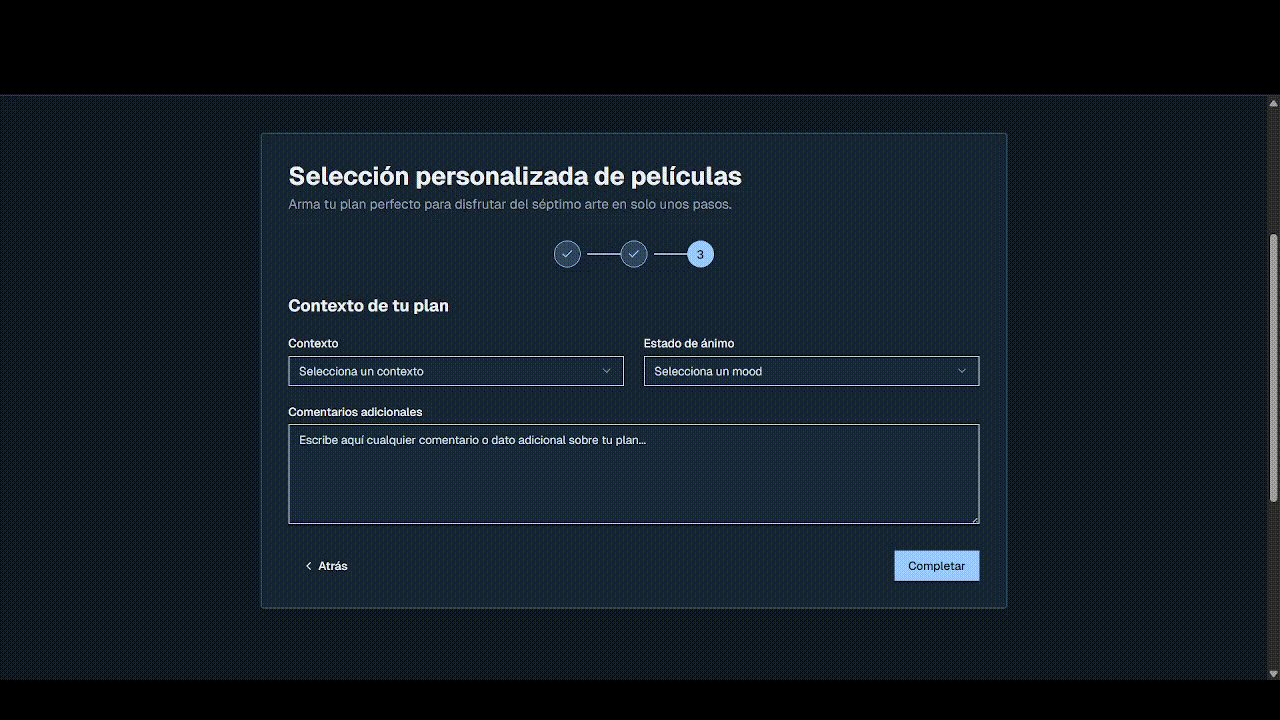 Selección personalizada de películas
Arma tu plan perfecto para disfrutar del séptimo arte en solo unos pasos.
3
Contexto de tu plan
Contexto
Estado de ánimo
Selecciona un contexto
Selecciona un mood
Comentarios adicionales
Escribe aquí cualquier comentario o dato adicional sobre tu plan...
Atrás
Completar